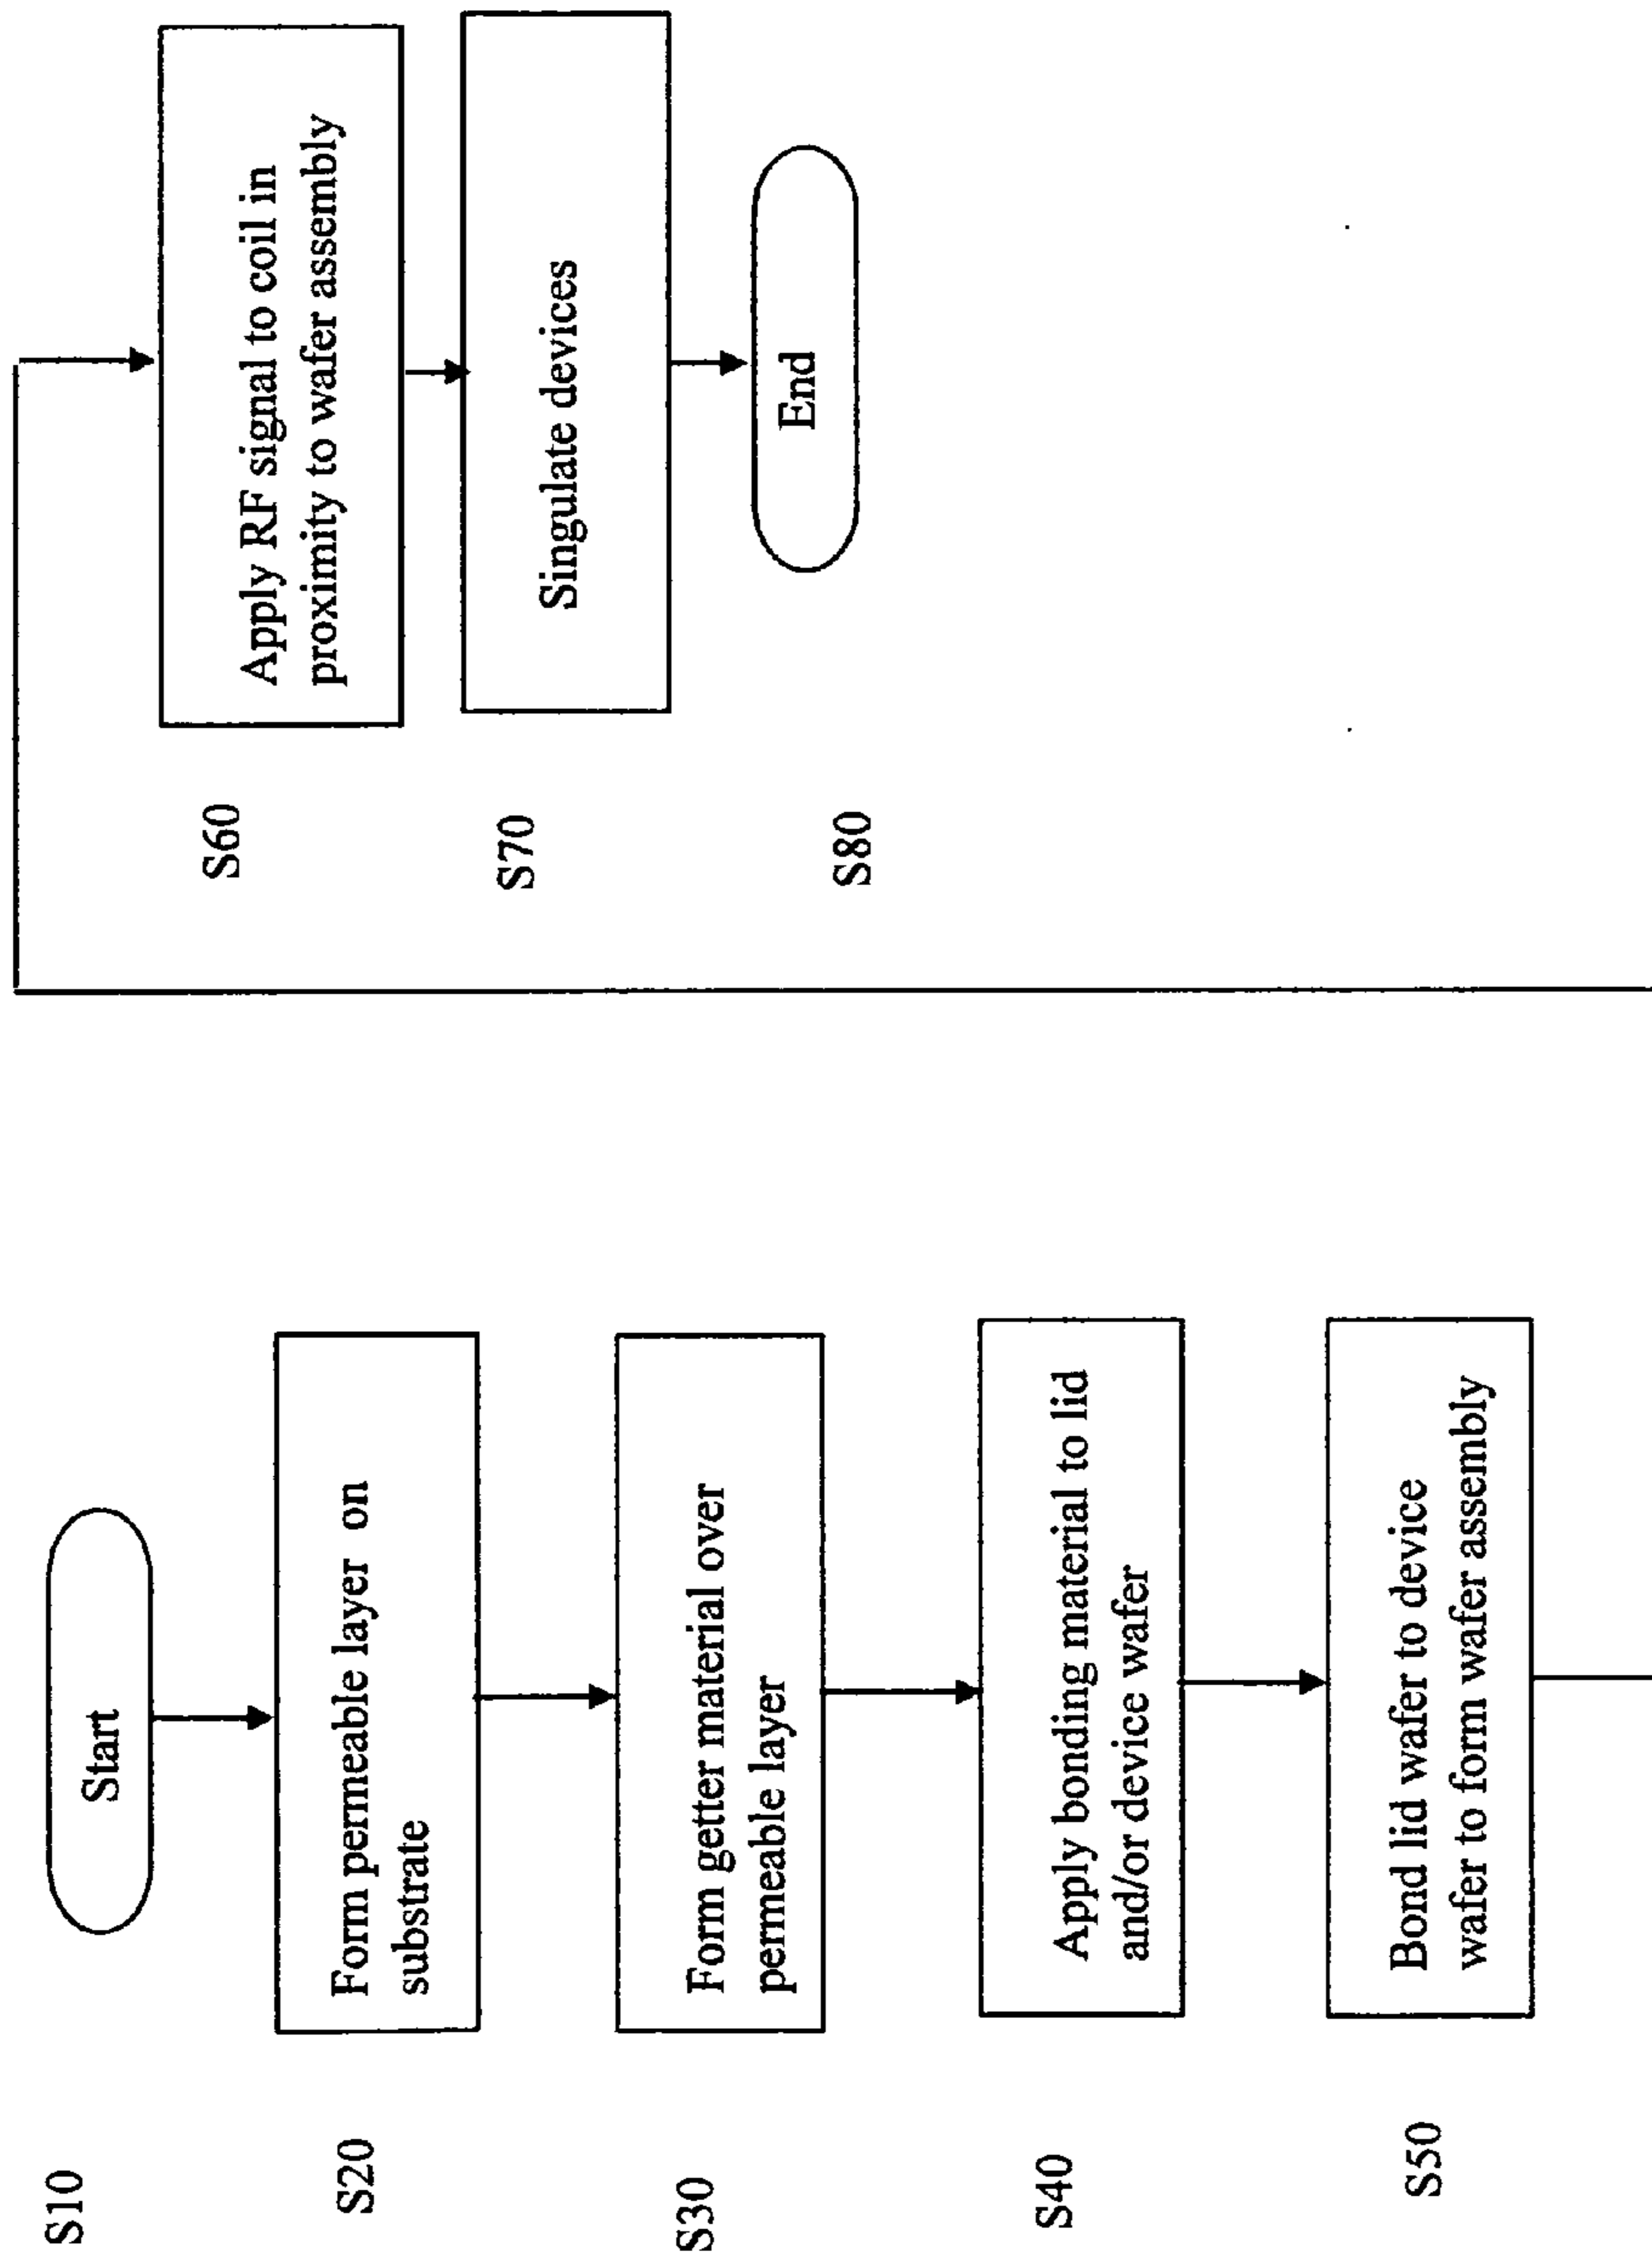 S10
Start
S20
Form permeable layer on
substrate
S30
Form getter material over
permeable layer
S40
Apply bonding material to lid
and/or device wafer
S50
Bond lid wafer to device
wafer to form wafer assembly
S60
Apply RF signal to coil in
proximity to wafer assembly
S70
Singulate devices
S80
End